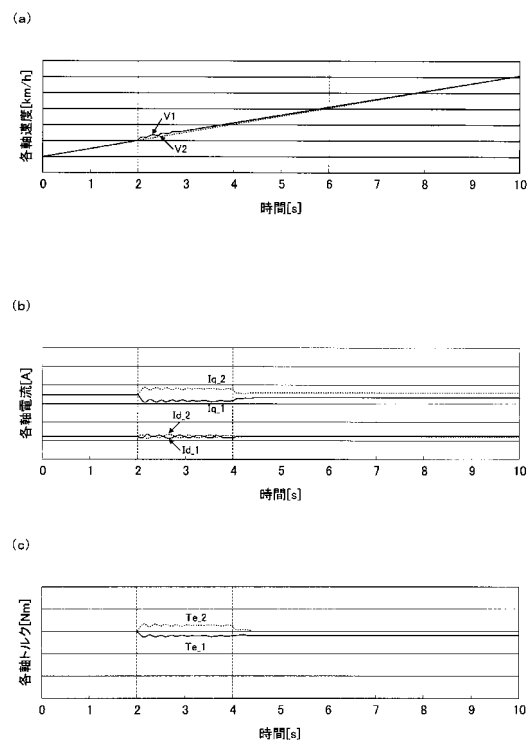 (a)
各軸速度[km/h]
V1
V2
0 1 2 3 4 5 6 7 8 9 10
時間[s]
(b)
各軸電流[A]
Iq_2
Iq_1
Id_2
Id_1
0 1 2 3 4 5 6 7 8 9 10
時間[s]
(c)
各軸トルク[Nm]
Te_2
Te_1
0 1 2 3 4 5 6 7 8 9 10
時間[s]